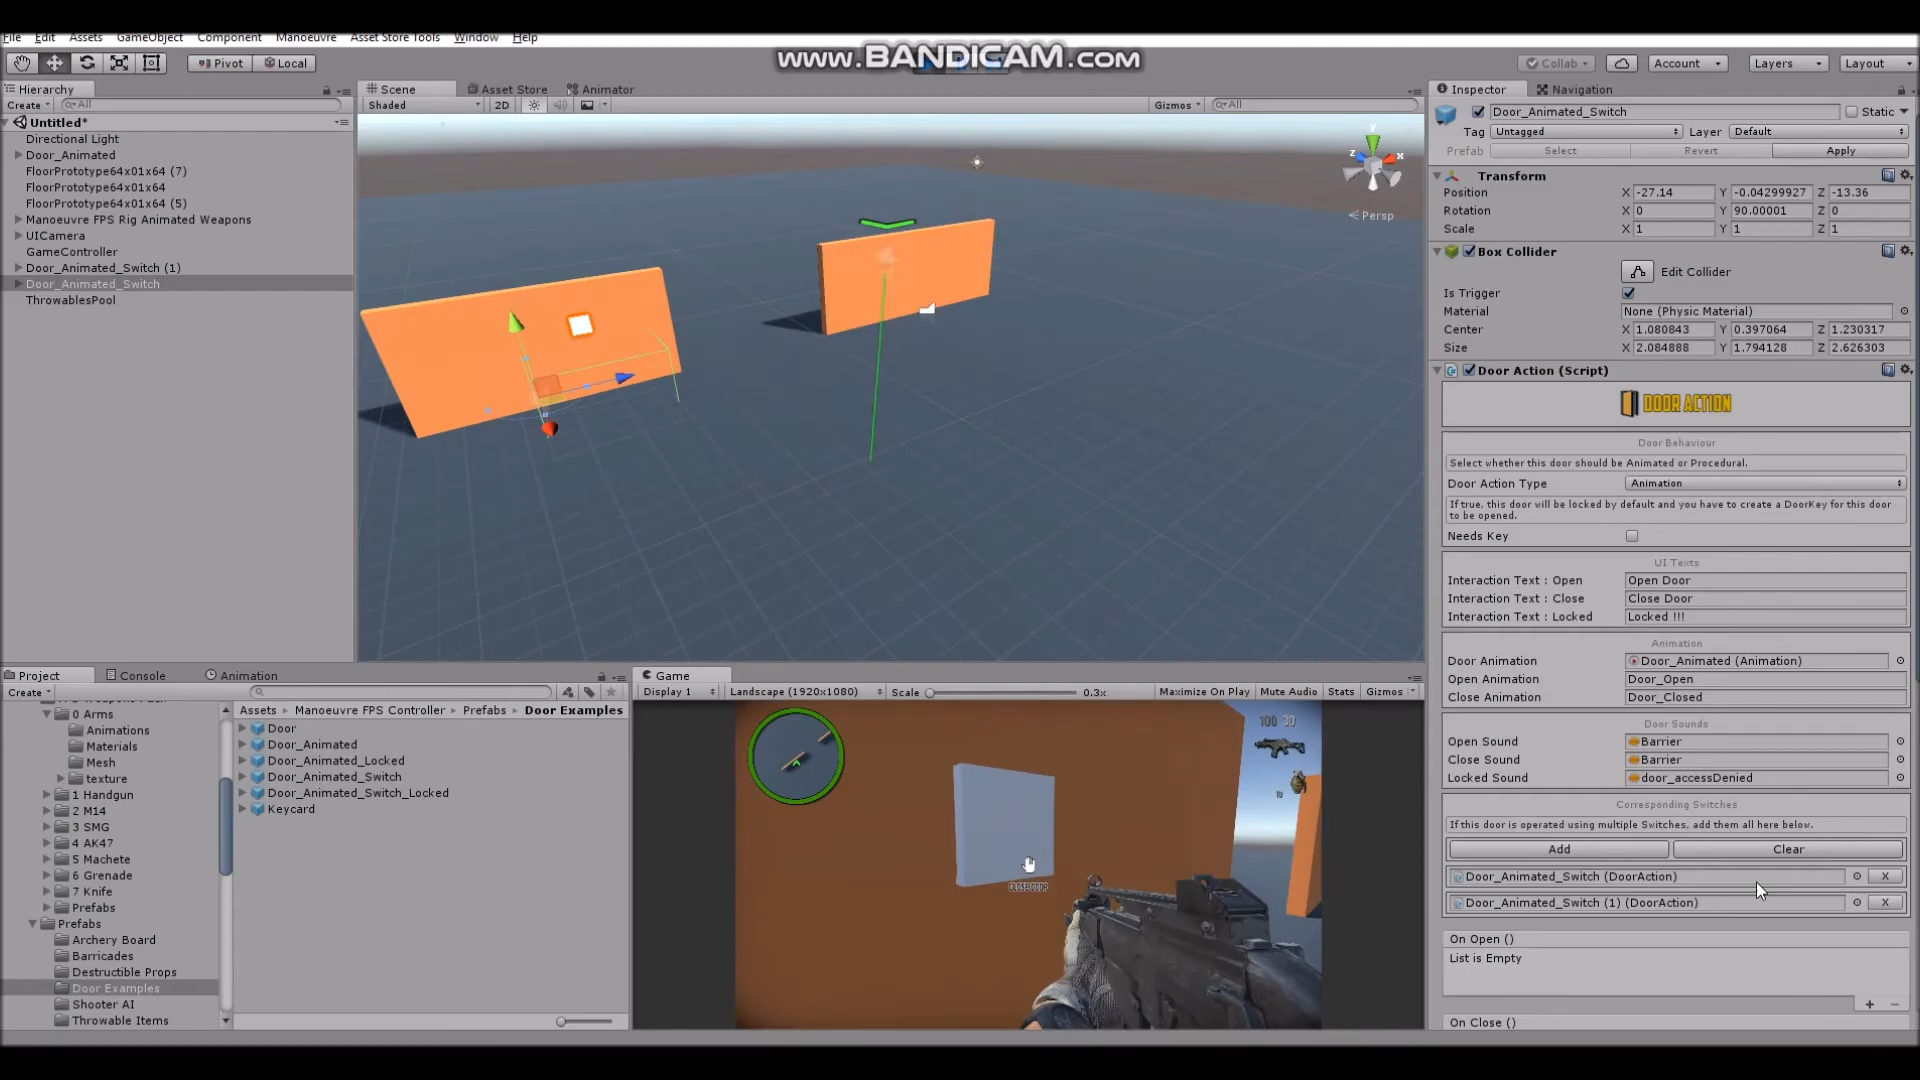 File Edit Assets GameObject Component Manoeuvre Asset Store Tools Window Help
www.BANDICAM.com
Pivot Local Collab Account Layers Layout
Hierarchy
Create All
Untitled*
Directional Light
Door_Animated
FloorPrototype64x01x64 (7)
FloorPrototype64x01x64
FloorPrototype64x01x64 (5)
Manoeuvre FPS Rig Animated Weapons
UICamera
GameController
Door_Animated_Switch (1)
Door_Animated_Switch
ThrowablesPool
Scene Asset Store Animator
Shaded 2D Gizmos All
y
z x
Persp
Inspector Navigation
Door_Animated_Switch Static
Tag Untagged Layer Default
Prefab Select Revert Apply
Transform
Position X -27.14 Y -0.04299927 Z -13.36
Rotation X 0 Y 90.00001 Z 0
Scale X 1 Y 1 Z 1
Box Collider
Edit Collider
Is Trigger
Material None (Physic Material)
Center X 1.080843 Y 0.397064 Z 1.230317
Size X 2.084888 Y 1.794128 Z 2.626303
Door Action (Script)
DOOR ACTION
Door Behaviour
Select whether this door should be Animated or Procedural.
Door Action Type Animation
If true, this door will be locked by default and you have to create a DoorKey for this door
to be opened.
Needs Key
UI Texts
Interaction Text : Open Open Door
Interaction Text : Close Close Door
Interaction Text : Locked Locked !!!
Animation
Door Animation Door_Animated (Animation)
Open Animation Door_Open
Close Animation Door_Closed
Door Sounds
Open Sound Barrier
Close Sound Barrier
Locked Sound door_accessDenied
Corresponding Switches
If this door is operated using multiple Switches, add them all here below.
Add Clear
Door_Animated_Switch (DoorAction) X
Door_Animated_Switch (1) (DoorAction) X
On Open ()
List is Empty
+ -
On Close ()
Project Console Animation
Create
0 Arms
Animations
Materials
Mesh
texture
1 Handgun
2 M14
3 SMG
4 AK47
5 Machete
6 Grenade
7 Knife
Prefabs
Prefabs
Archery Board
Barricades
Destructible Props
Door Examples
Shooter AI
Throwable Items
Assets Manoeuvre FPS Controller Prefabs Door Examples
Door
Door_Animated
Door_Animated_Locked
Door_Animated_Switch
Door_Animated_Switch_Locked
Keycard
Game
Display 1 Landscape (1920x1080) Scale 0.3x Maximize On Play Mute Audio Stats Gizmos
100 30
CLOSE DOOR